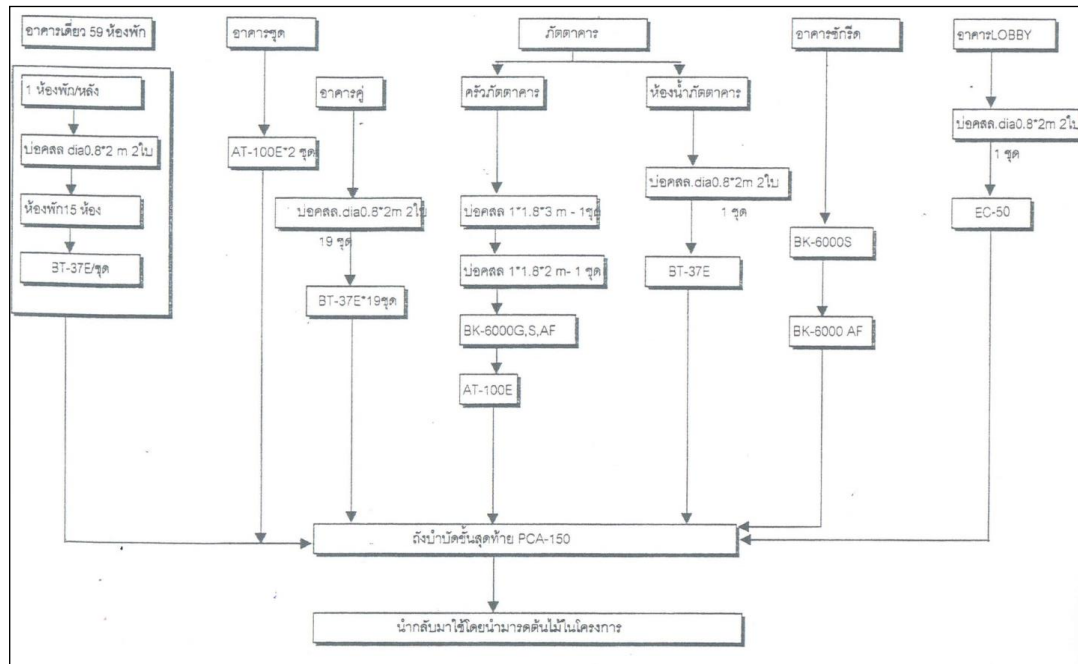 อาคารเดี่ยว 59 ห้องพัก
1 ห้องพัก/หลัง
บ่อคสล dia0.8*2 m 2ใบ
ห้องพัก15 ห้อง
BT-37E/ชุด
อาคารชุด
AT-100E*2 ชุด
อาคารคู่
บ่อคสล.dia0.8*2m 2ใบ
19 ชุด
BT-37E*19ชุด
ภัตตาคาร
ครัวภัตตาคาร
บ่อคสล 1*1.8*3 m - 1ชุด
บ่อคสล 1*1.8*2 m- 1 ชุด
BK-6000G,S,AF
AT-100E
ห้องน้ำภัตตาคาร
บ่อคสล.dia0.8*2m 2ใบ
1 ชุด
BT-37E
อาคารซักรีด
BK-6000S
BK-6000 AF
อาคารLOBBY
บ่อคสล.dia0.8*2m 2ใบ
1 ชุด
EC-50
ถังบำบัดขั้นสุดท้าย PCA-150
นำกลับมาใช้โดยนำมารดต้นไม้ในโครงการ